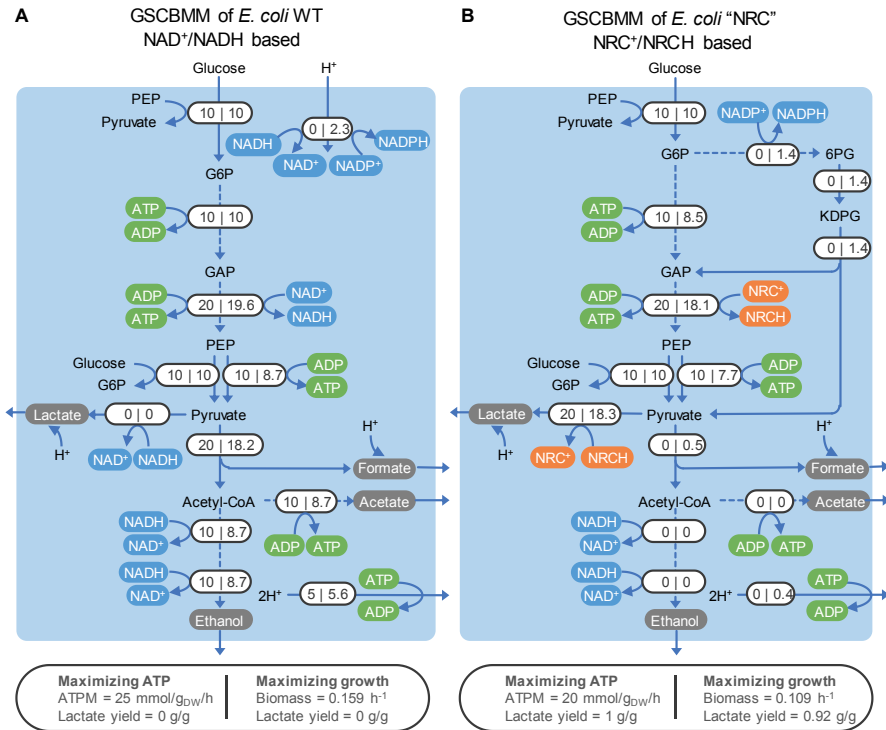 A
GSCBMM of E. coli WT
NAD⁺/NADH based
Glucose
H⁺
PEP
Pyruvate
10 | 10
NADH
0 | 2.3
NADPH
NAD⁺
NADP⁺
G6P
ATP
ADP
10 | 10
GAP
ADP
ATP
20 | 19.6
NAD⁺
NADH
PEP
Glucose
G6P
10 | 10
10 | 8.7
ADP
ATP
Lactate
0 | 0
Pyruvate
H⁺
NAD⁺
NADH
20 | 18.2
Formate
H⁺
Acetyl-CoA
10 | 8.7
Acetate
NADH
NAD⁺
10 | 8.7
ADP
ATP
NADH
NAD⁺
10 | 8.7
2H⁺
5 | 5.6
ATP
ADP
Ethanol
Maximizing ATP
ATPM = 25 mmol/gDW/h
Lactate yield = 0 g/g
Maximizing growth
Biomass = 0.159 h⁻¹
Lactate yield = 0 g/g
B
GSCBMM of E. coli “NRC”
NRC⁺/NRCH based
Glucose
PEP
Pyruvate
10 | 10
NADP⁺
NADPH
G6P
0 | 1.4
6PG
0 | 1.4
KDPG
ATP
ADP
10 | 8.5
0 | 1.4
GAP
ADP
ATP
20 | 18.1
NRC⁺
NRCH
PEP
Glucose
G6P
10 | 10
10 | 7.7
ADP
ATP
Lactate
20 | 18.3
Pyruvate
H⁺
NRC⁺
NRCH
0 | 0.5
H⁺
Formate
Acetyl-CoA
0 | 0
Acetate
NADH
NAD⁺
0 | 0
ADP
ATP
NADH
NAD⁺
0 | 0
2H⁺
0 | 0.4
ATP
ADP
Ethanol
Maximizing ATP
ATPM = 20 mmol/gDW/h
Lactate yield = 1 g/g
Maximizing growth
Biomass = 0.109 h⁻¹
Lactate yield = 0.92 g/g